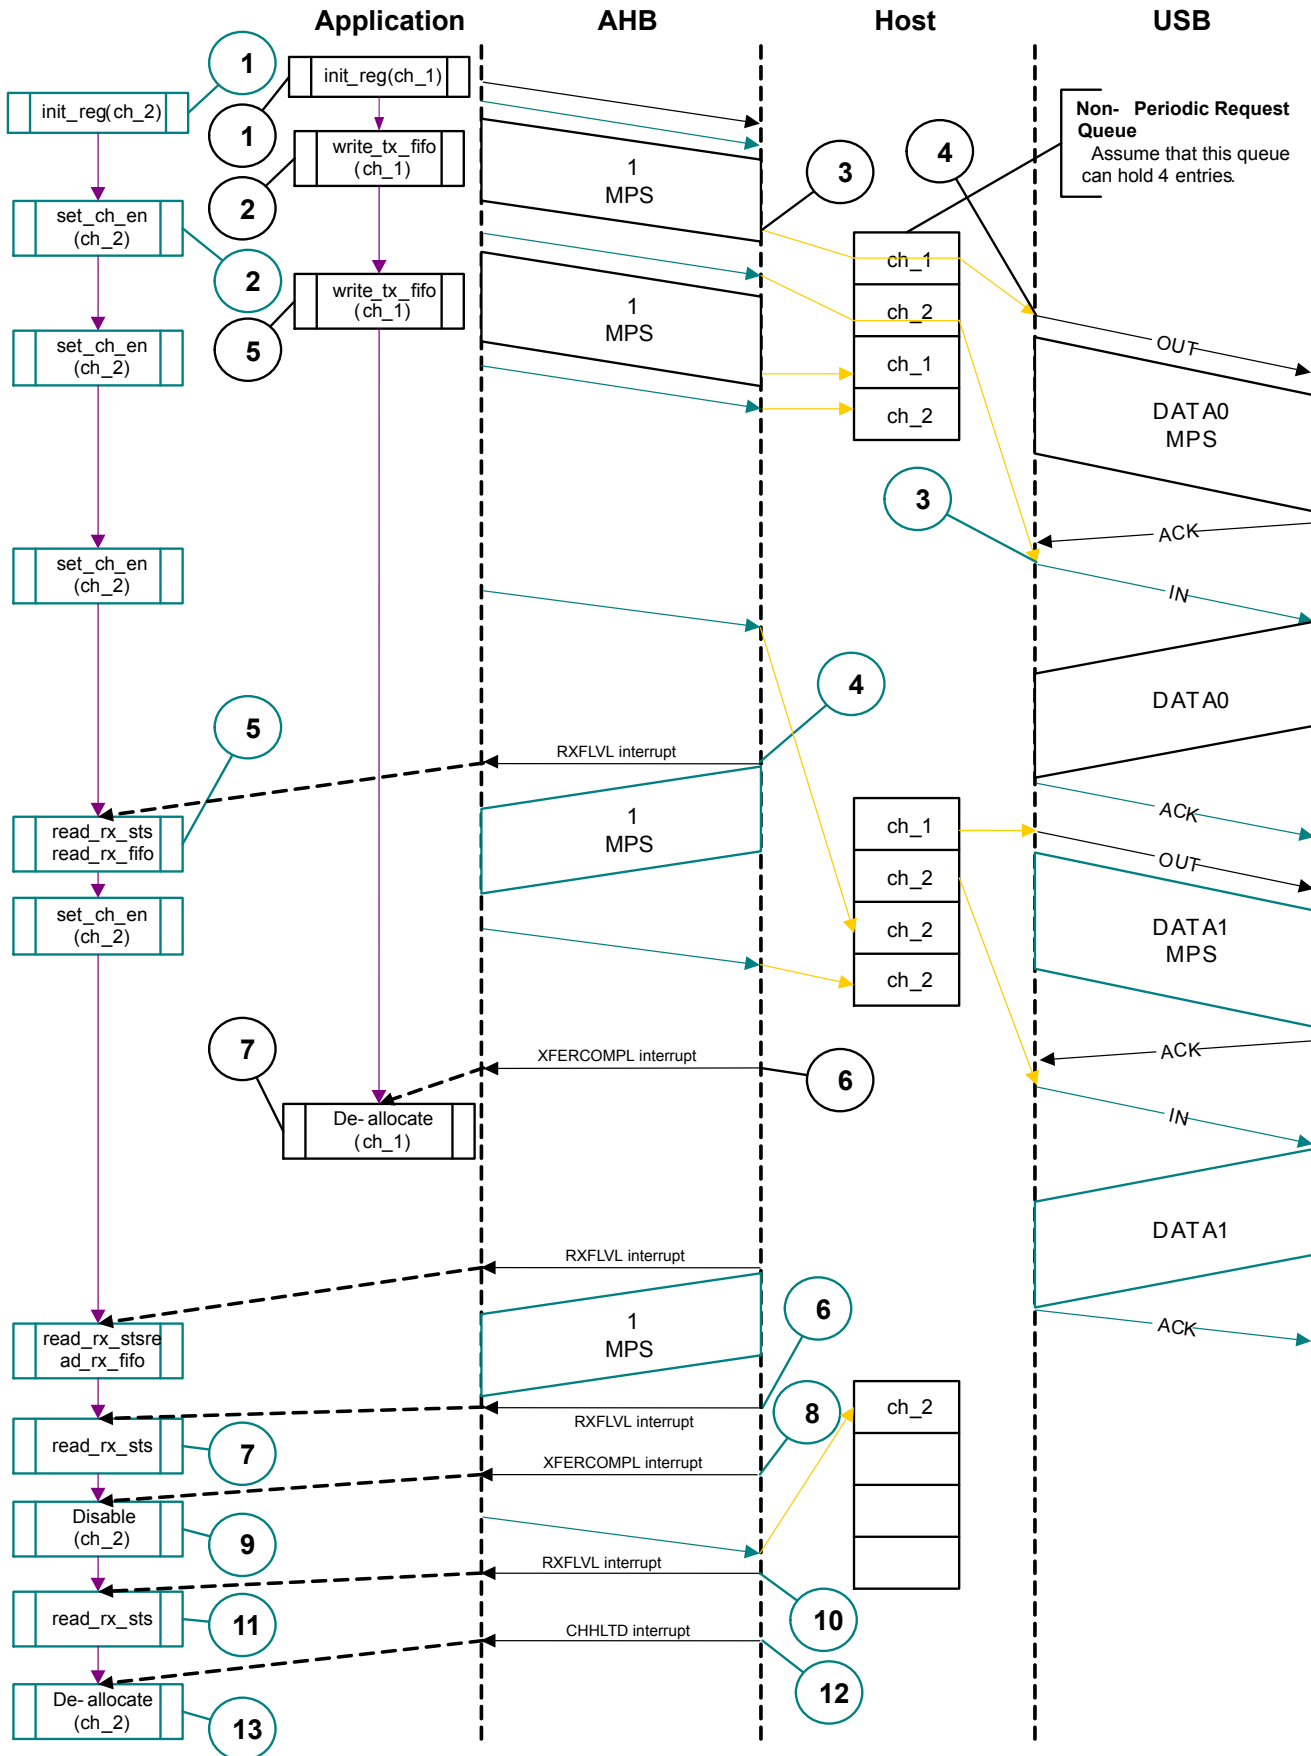 Application
AHB
Host
USB
1
init_reg(ch_1)
init_reg(ch_2)
1
Non- Periodic Request
Queue
Assume that this queue
can hold 4 entries.
write_tx_fifo
(ch_1)
1
MPS
3
4
2
set_ch_en
(ch_2)
ch_1
2
write_tx_fifo
(ch_1)
ch_2
1
MPS
5
set_ch_en
(ch_2)
OUT
ch_1
ch_2
DATA0
MPS
3
ACK
set_ch_en
(ch_2)
IN
4
DATA0
5
RXFLVL interrupt
read_rx_sts
read_rx_fifo
1
MPS
ch_1
ACK
OUT
ch_2
set_ch_en
(ch_2)
ch_2
DATA1
MPS
ch_2
7
XFERCOMPL interrupt
6
ACK
De-allocate
(ch_1)
IN
DATA1
RXFLVL interrupt
6
read_rx_stsre
ad_rx_fifo
1
MPS
ACK
8
ch_2
RXFLVL interrupt
read_rx_sts
7
XFERCOMPL interrupt
Disable
(ch_2)
9
RXFLVL interrupt
10
read_rx_sts
11
CHHLTD interrupt
12
De-allocate
(ch_2)
13